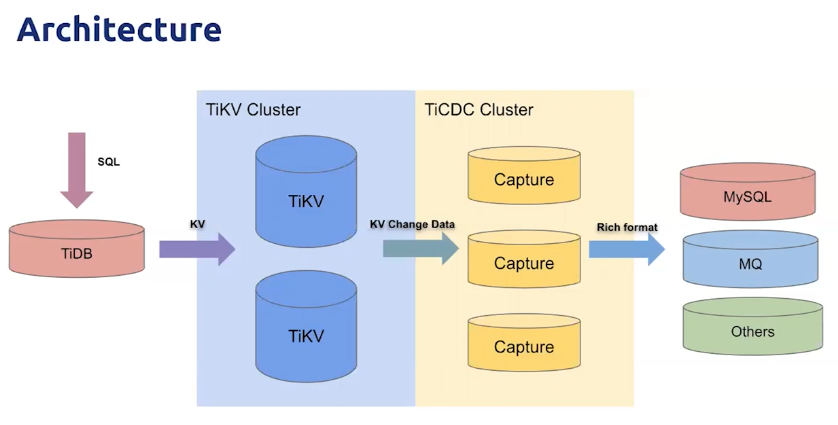 Architecture
SQL
TiDB
KV
TiKV Cluster
TiKV
TiKV
KV Change Data
TiCDC Cluster
Capture
Capture
Capture
Rich format
MySQL
MQ
Others